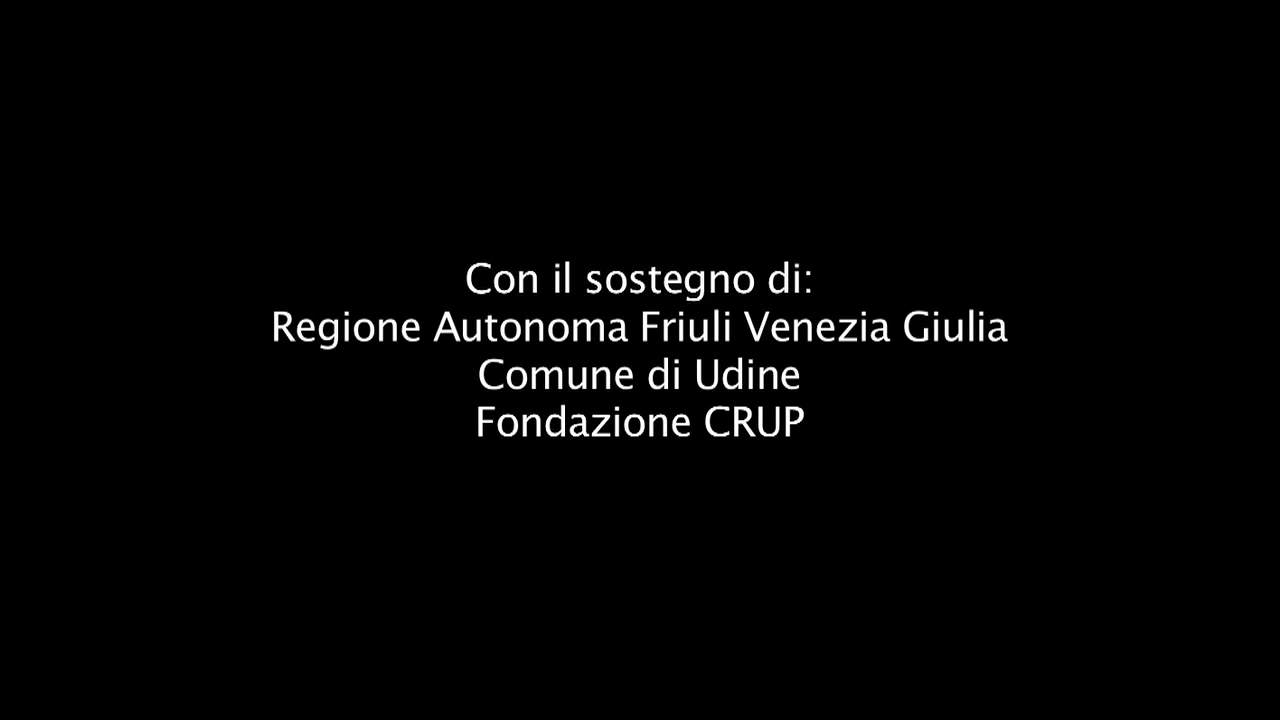 Con il sostegno di:
Regione Autonoma Friuli Venezia Giulia
Comune di Udine
Fondazione CRUP